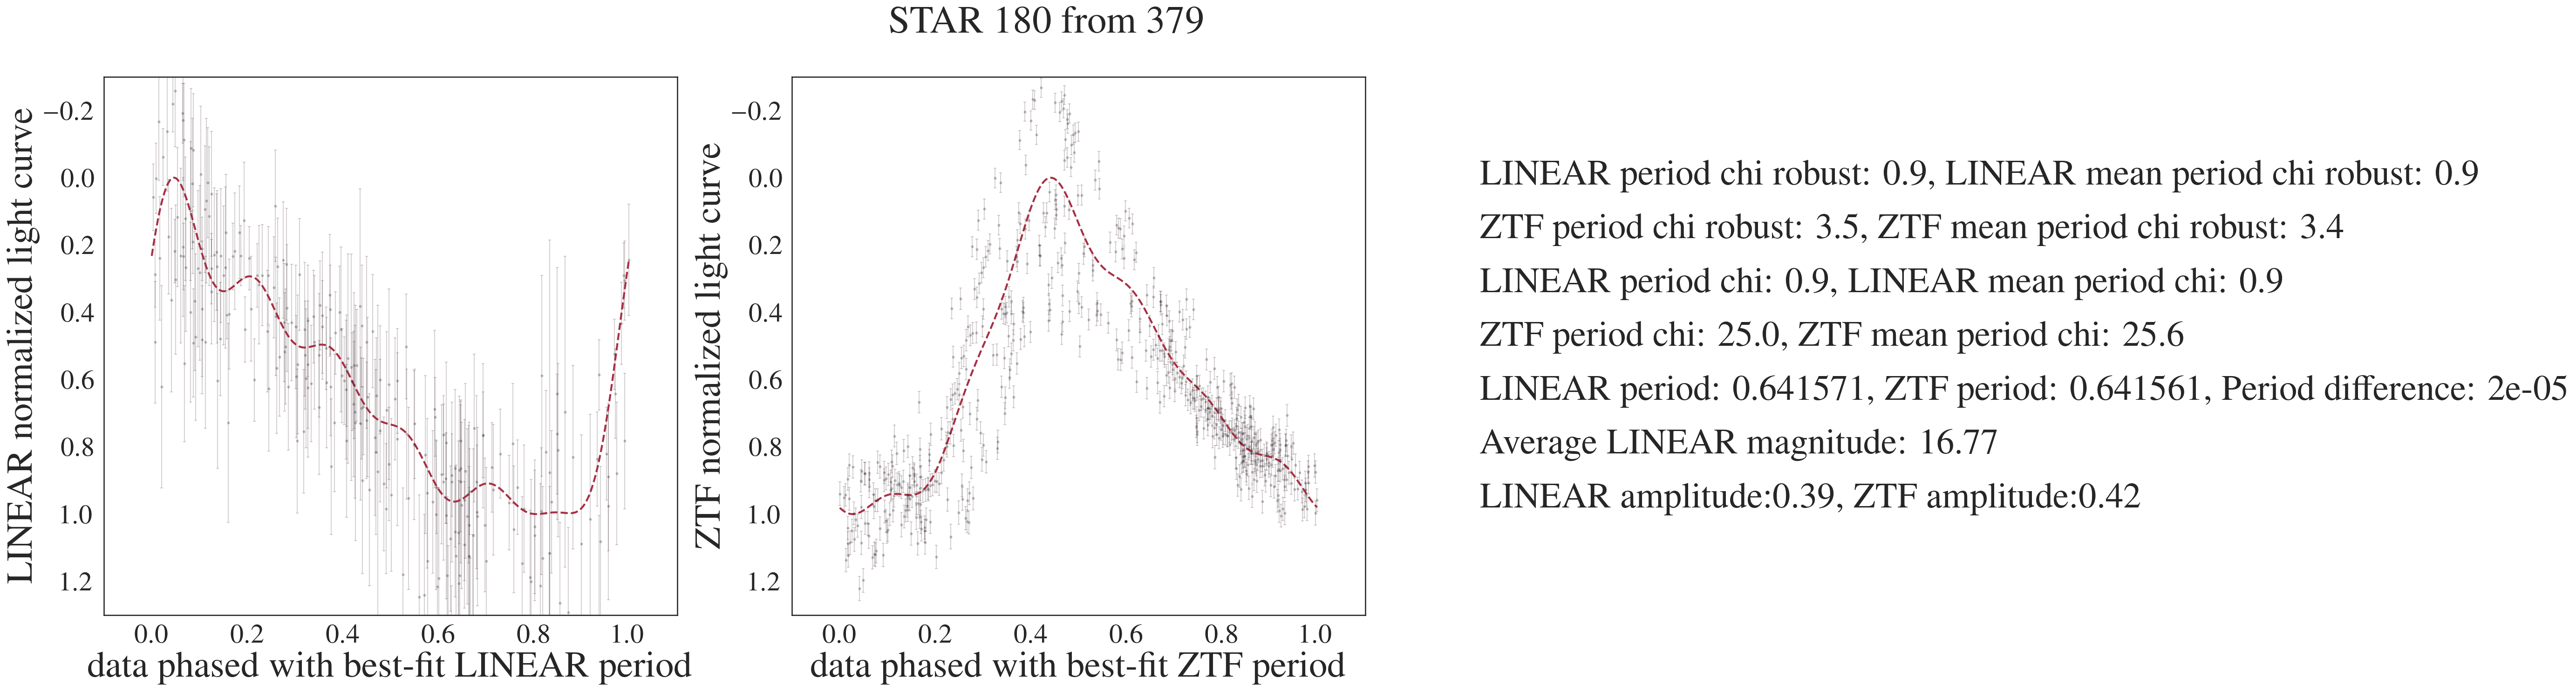 STAR 180 from 379
LINEAR normalized light curve
−0.2
0.0
0.2
0.4
0.6
0.8
1.0
1.2
0.0 0.2 0.4 0.6 0.8 1.0
data phased with best-fit LINEAR period
ZTF normalized light curve
−0.2
0.0
0.2
0.4
0.6
0.8
1.0
1.2
0.0 0.2 0.4 0.6 0.8 1.0
data phased with best-fit ZTF period
LINEAR period chi robust: 0.9, LINEAR mean period chi robust: 0.9
ZTF period chi robust: 3.5, ZTF mean period chi robust: 3.4
LINEAR period chi: 0.9, LINEAR mean period chi: 0.9
ZTF period chi: 25.0, ZTF mean period chi: 25.6
LINEAR period: 0.641571, ZTF period: 0.641561, Period difference: 2e-05
Average LINEAR magnitude: 16.77
LINEAR amplitude:0.39, ZTF amplitude:0.42